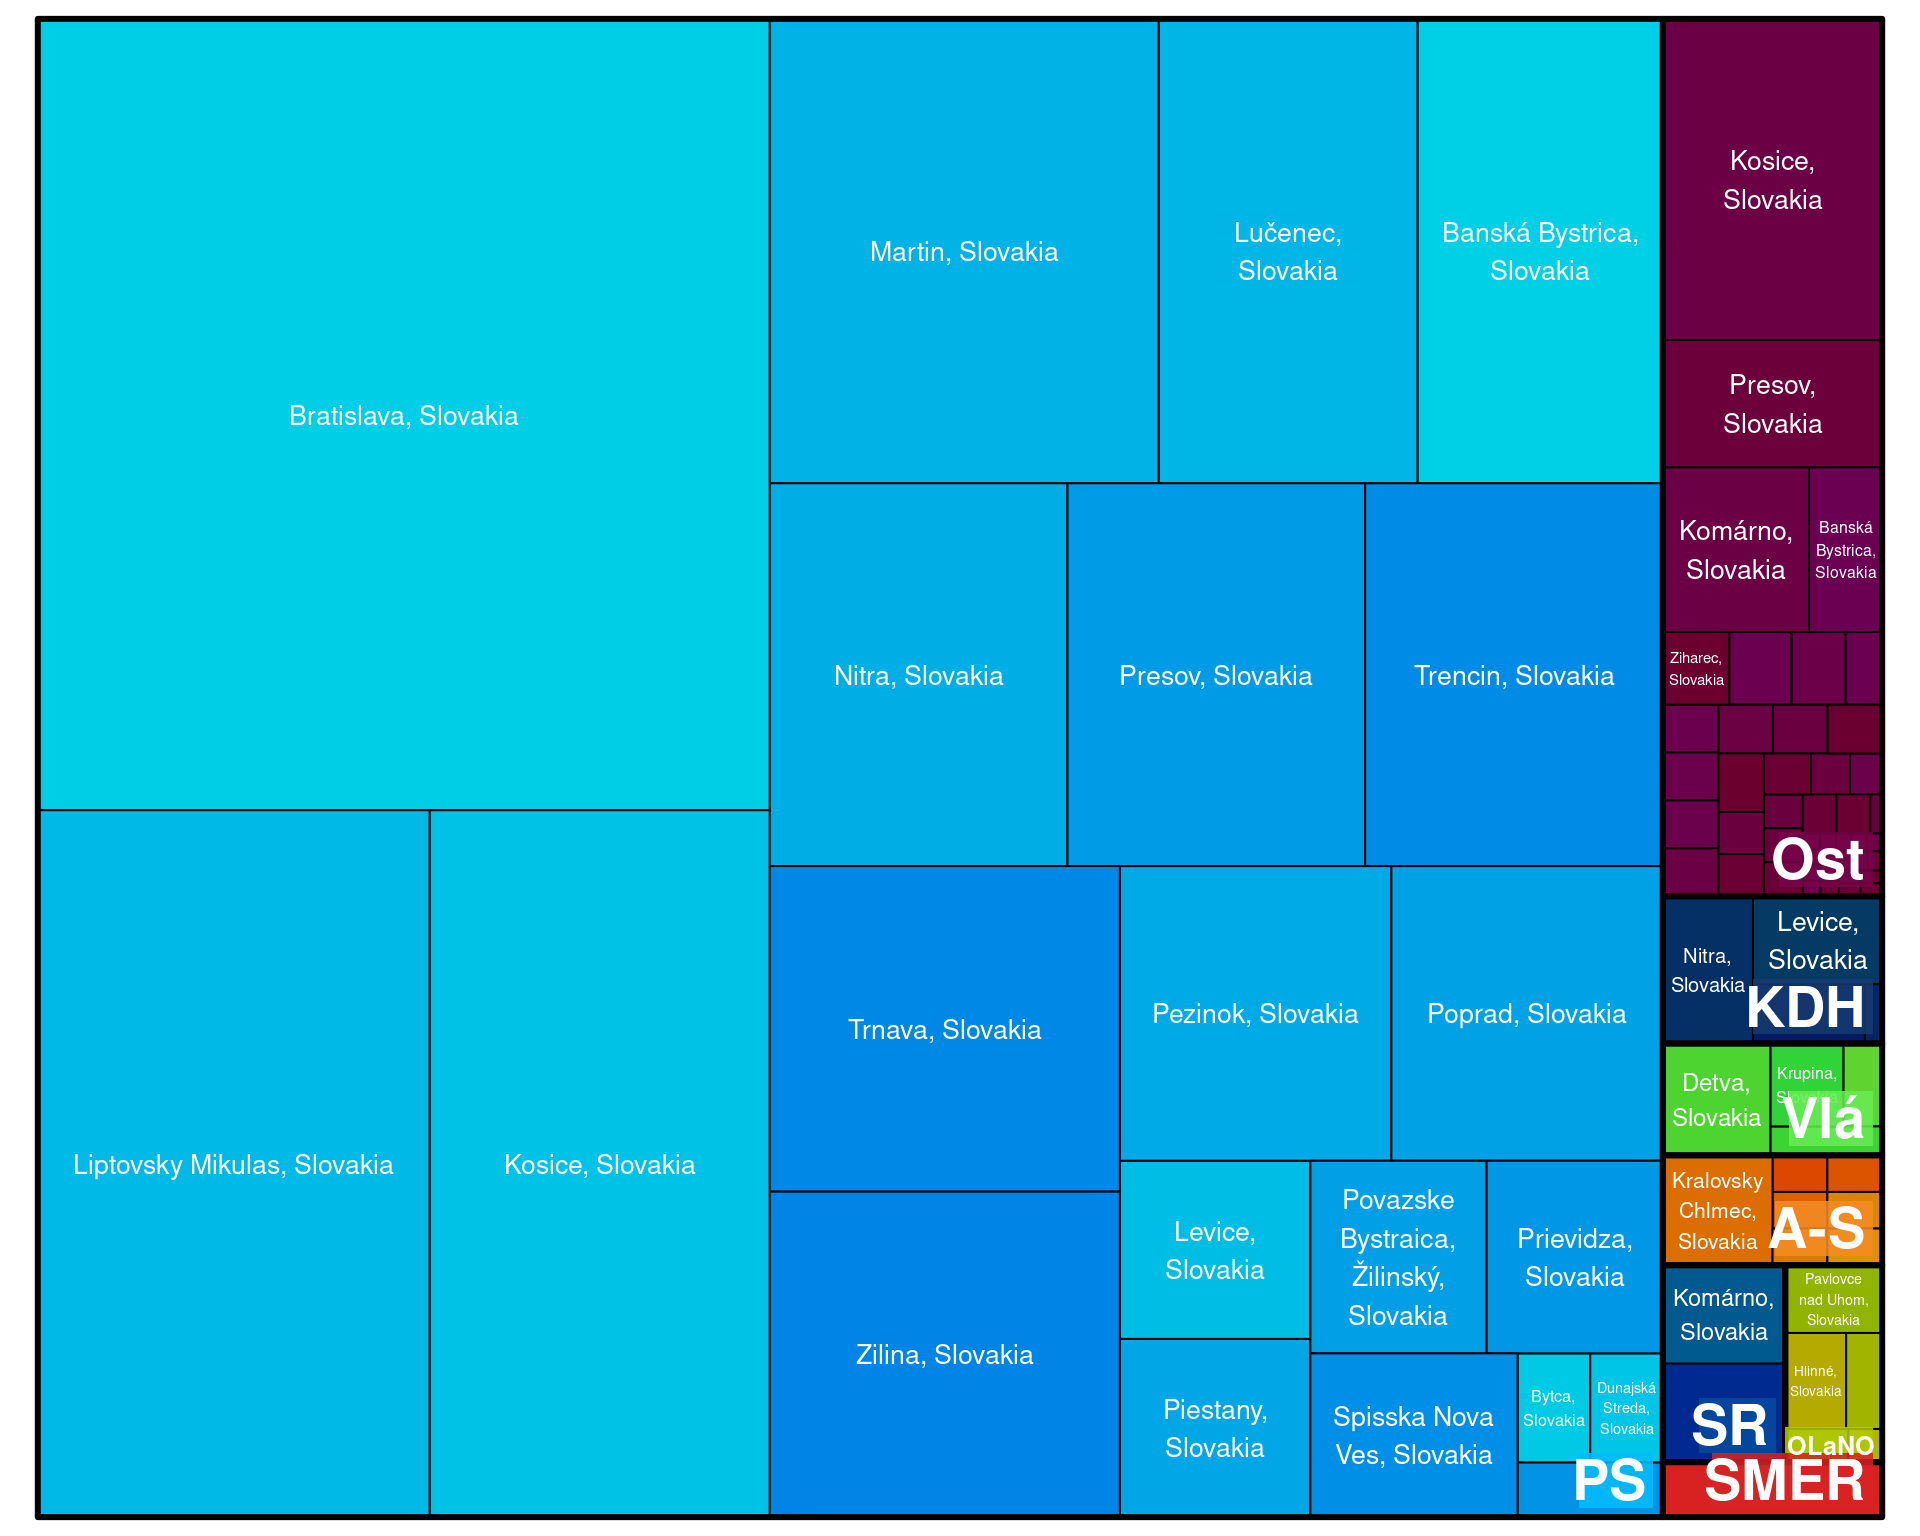 Bratislava, Slovakia
Liptovsky Mikulas, Slovakia
Kosice, Slovakia
Martin, Slovakia
Lučenec,
Slovakia
Banská Bystrica,
Slovakia
Nitra, Slovakia
Presov, Slovakia
Trencin, Slovakia
Trnava, Slovakia
Zilina, Slovakia
Pezinok, Slovakia
Poprad, Slovakia
Levice,
Slovakia
Piestany,
Slovakia
Povazske
Bystraica,
Žilinský,
Slovakia
Prievidza,
Slovakia
Spisska Nova
Ves, Slovakia
Bytca,
Slovakia
Dunajská
Streda,
Slovakia
PS
Kosice,
Slovakia
Presov,
Slovakia
Komárno,
Slovakia
Banská
Bystrica,
Slovakia
Ziharec,
Slovakia
Ost
Nitra,
Slovakia
Levice,
Slovakia
KDH
Detva,
Slovakia
Krupina,
Slovakia
Vlá
Kralovsky
Chlmec,
Slovakia
A-S
Komárno,
Slovakia
SR
Pavlovce
nad Uhom,
Slovakia
Hlinné,
Slovakia
OLaNO
SMER